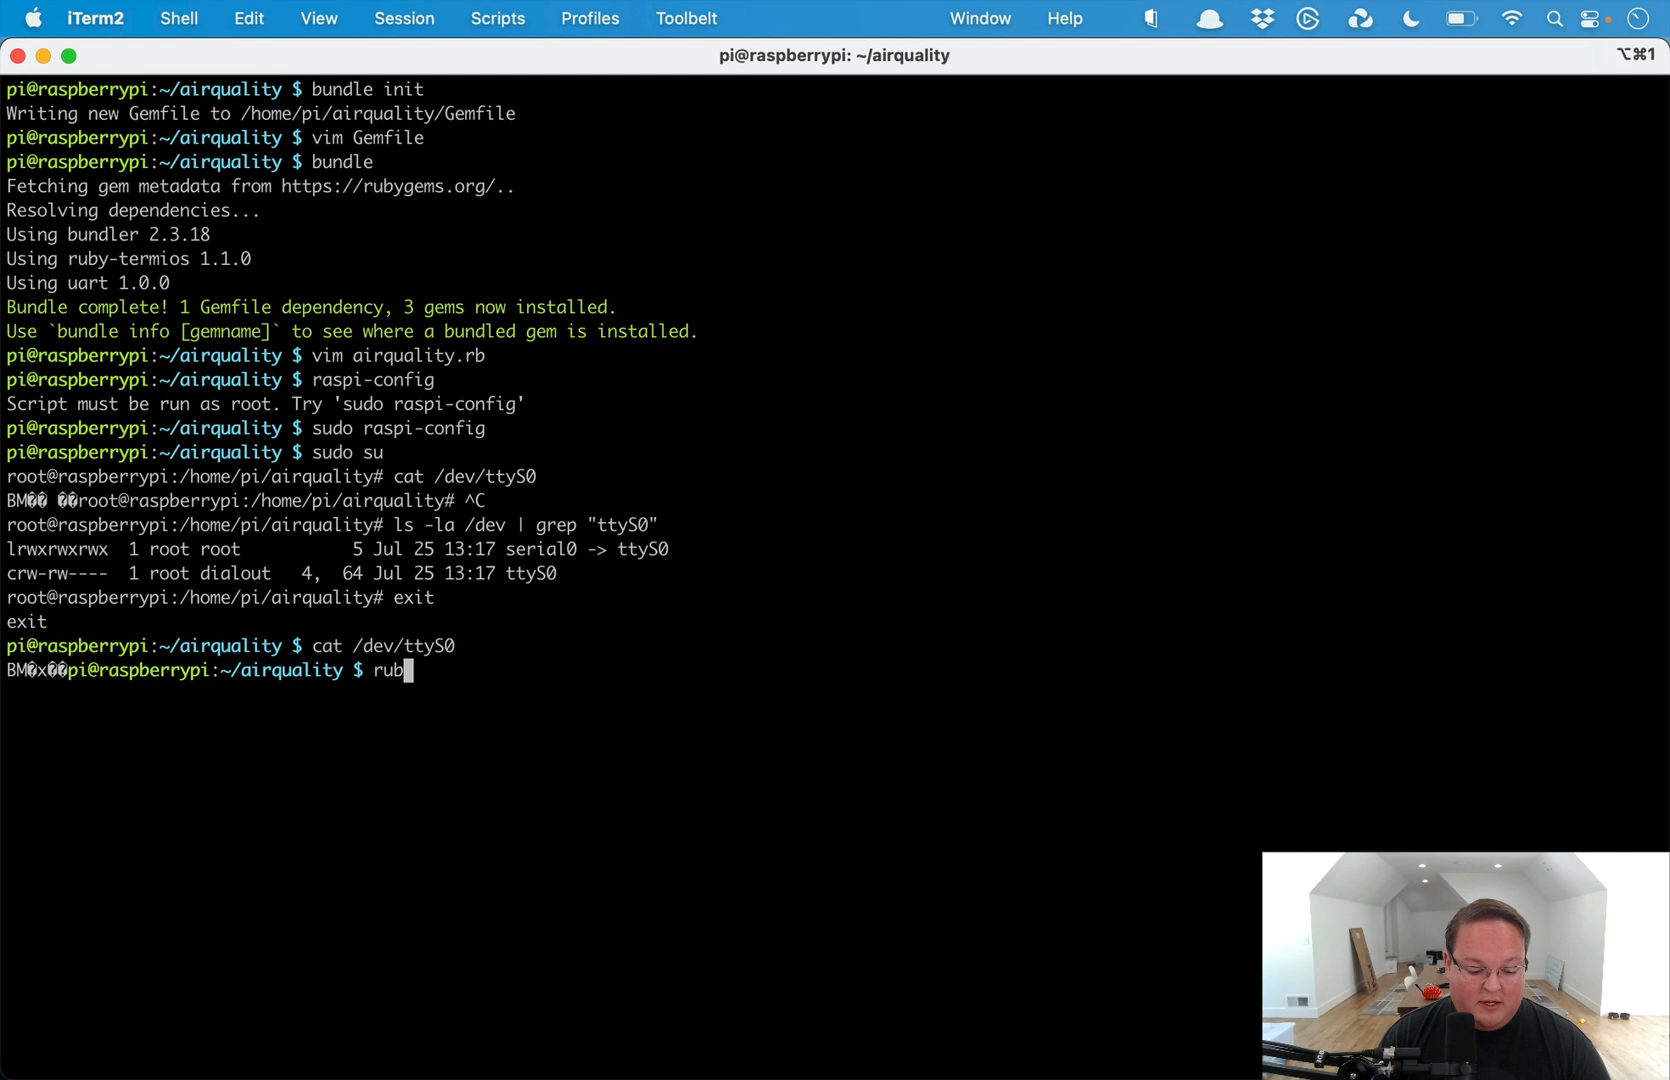 iTerm2 Shell Edit View Session Scripts Profiles Toolbelt Window Help
pi@raspberrypi: ~/airquality ⌥⌘1
pi@raspberrypi:~/airquality $ bundle init
Writing new Gemfile to /home/pi/airquality/Gemfile
pi@raspberrypi:~/airquality $ vim Gemfile
pi@raspberrypi:~/airquality $ bundle
Fetching gem metadata from https://rubygems.org/..
Resolving dependencies...
Using bundler 2.3.18
Using ruby-termios 1.1.0
Using uart 1.0.0
Bundle complete! 1 Gemfile dependency, 3 gems now installed.
Use `bundle info [gemname]` to see where a bundled gem is installed.
pi@raspberrypi:~/airquality $ vim airquality.rb
pi@raspberrypi:~/airquality $ raspi-config
Script must be run as root. Try 'sudo raspi-config'
pi@raspberrypi:~/airquality $ sudo raspi-config
pi@raspberrypi:~/airquality $ sudo su
root@raspberrypi:/home/pi/airquality# cat /dev/ttyS0
BM�� ��root@raspberrypi:/home/pi/airquality# ^C
root@raspberrypi:/home/pi/airquality# ls -la /dev | grep "ttyS0"
lrwxrwxrwx 1 root root 5 Jul 25 13:17 serial0 -> ttyS0
crw-rw---- 1 root dialout 4, 64 Jul 25 13:17 ttyS0
root@raspberrypi:/home/pi/airquality# exit
exit
pi@raspberrypi:~/airquality $ cat /dev/ttyS0
BM�x��pi@raspberrypi:~/airquality $ rub